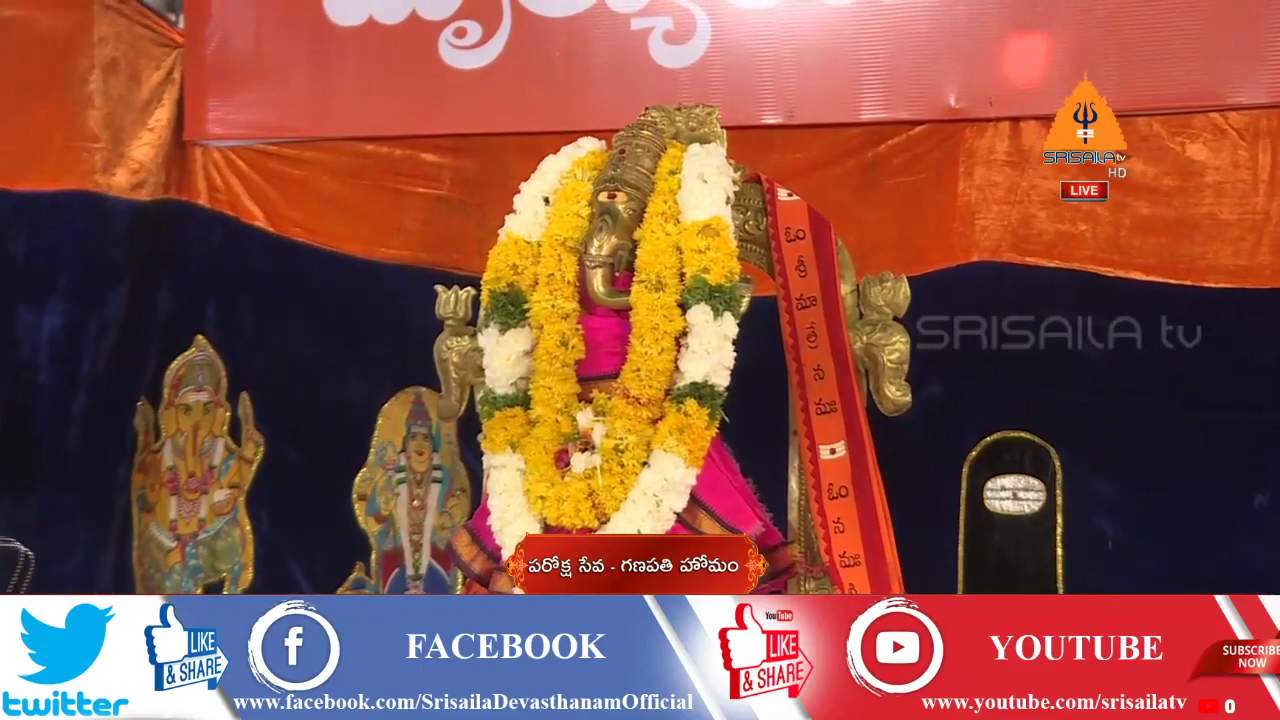 మృత్యుం
SRISAILA tv
HD
LIVE
ఓం
శ్రీ
మా
త్రే
న
మః
ఓం
న
మః
SRISAILA tv
పరోక్ష సేవ - గణపతి హోమం
twitter
LIKE
& SHARE
FACEBOOK
www.facebook.com/SrisailaDevasthanamOfficial
YouTube
LIKE
& SHARE
YOUTUBE
www.youtube.com/srisailatv
SUBSCRIBE
NOW
0